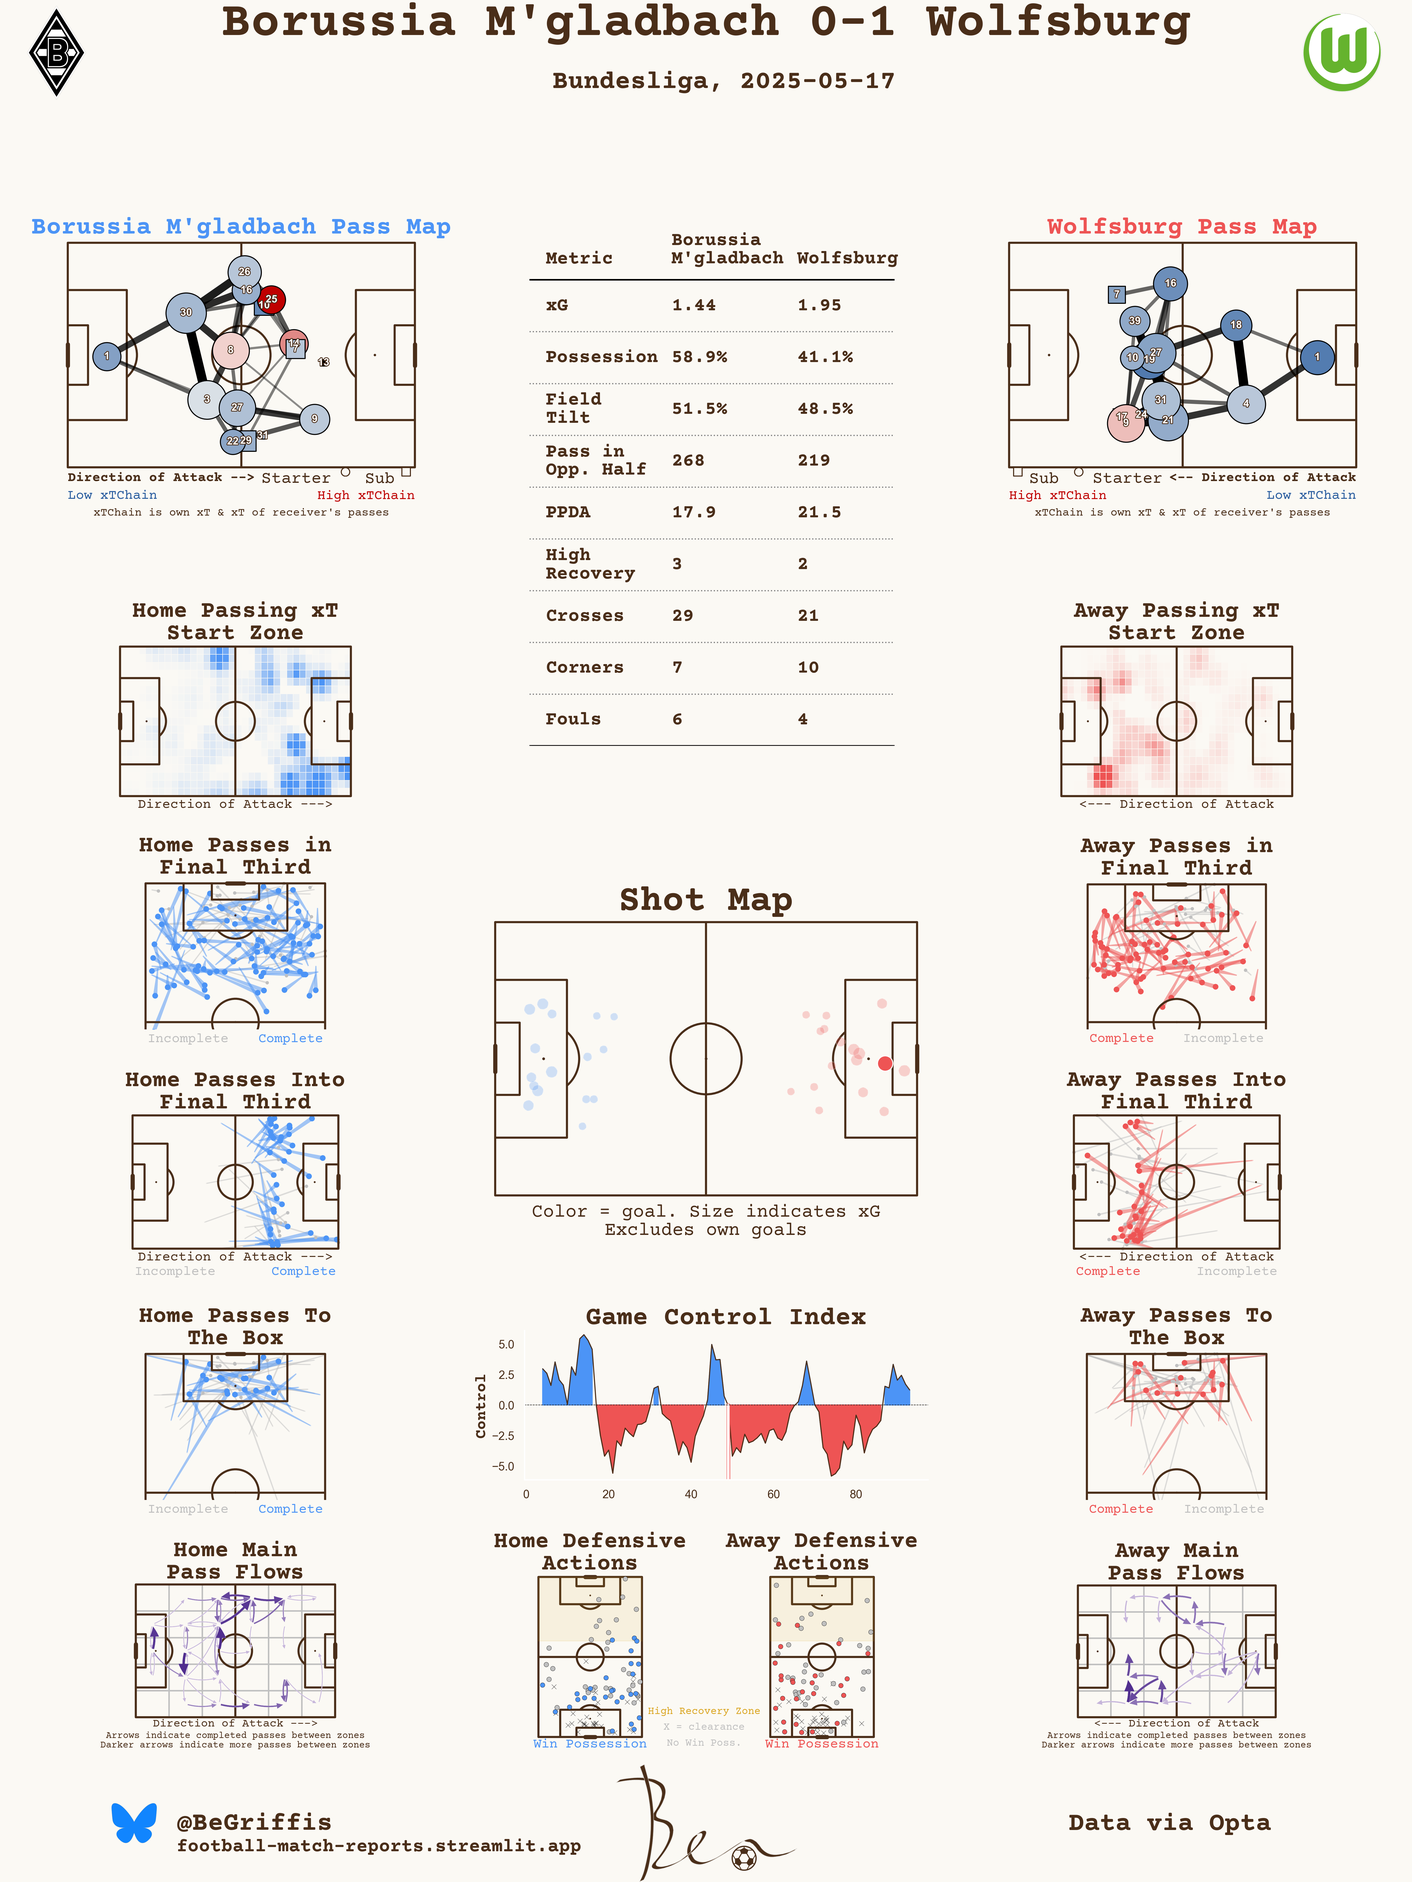 Borussia M'gladbach 0-1 Wolfsburg
Bundesliga, 2025-05-17
B
W
Borussia M'gladbach Pass Map
26
16
10
25
30
14
7
8
13
1
3
27
9
22
29
31
Direction of Attack --> Starter Sub
Low xTChain High xTChain
xTChain is own xT & xT of receiver's passes
Metric Borussia M'gladbach Wolfsburg
xG 1.44 1.95
Possession 58.9% 41.1%
Field Tilt 51.5% 48.5%
Pass in Opp. Half 268 219
PPDA 17.9 21.5
High Recovery 3 2
Crosses 29 21
Corners 7 10
Fouls 6 4
Wolfsburg Pass Map
16
7
39
18
10
19
27
1
31
4
17
24
9
21
Sub Starter <-- Direction of Attack
High xTChain Low xTChain
xTChain is own xT & xT of receiver's passes
Home Passing xT
Start Zone
Direction of Attack --->
Away Passing xT
Start Zone
<--- Direction of Attack
Home Passes in
Final Third
Incomplete Complete
Away Passes in
Final Third
Complete Incomplete
Shot Map
Color = goal. Size indicates xG
Excludes own goals
Home Passes Into
Final Third
Direction of Attack --->
Incomplete Complete
Away Passes Into
Final Third
<--- Direction of Attack
Complete Incomplete
Home Passes To
The Box
Incomplete Complete
Game Control Index
Control
5.0
2.5
0.0
−2.5
−5.0
0 20 40 60 80
Away Passes To
The Box
Complete Incomplete
Home Main
Pass Flows
Direction of Attack --->
Arrows indicate completed passes between zones
Darker arrows indicate more passes between zones
Home Defensive
Actions
Win Possession
Away Defensive
Actions
Win Possession
High Recovery Zone
X = clearance
No Win Poss.
Away Main
Pass Flows
<--- Direction of Attack
Arrows indicate completed passes between zones
Darker arrows indicate more passes between zones
@BeGriffis
football-match-reports.streamlit.app
Ben
Data via Opta